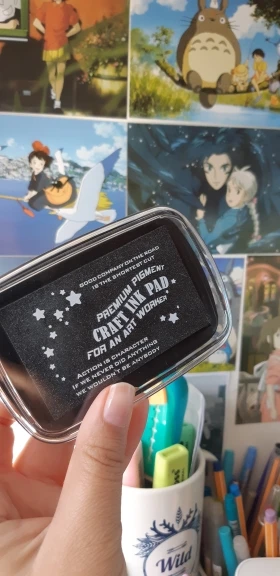 GOOD COMPANY ON THE ROAD
IS THE SHORTEST CUT
PREMIUM PIGMENT
CRAFT INK PAD
FOR AN ART WORKER
ACTION IS CHARACTER
IF WE NEVER DID ANYTHING
WE WOULDN'T BE ANYBODY
Wild